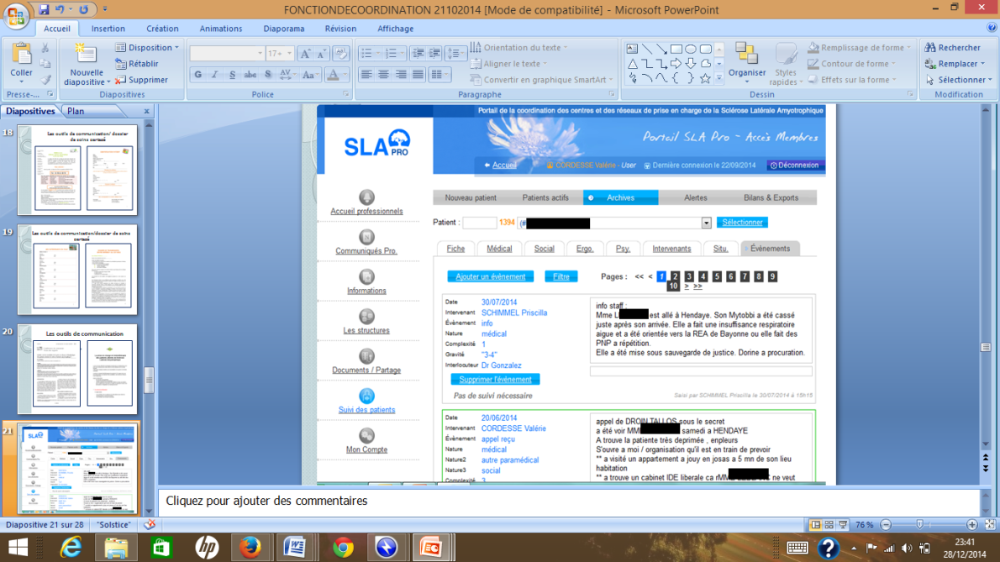 FONCTIONDECOORDINATION 21102014 [Mode de compatibilité] - Microsoft PowerPoint
Accueil Insertion Création Animations Diaporama Révision Affichage
Coller
Nouvelle diapositive
Disposition
Rétablir
Supprimer
17+
G I S abc S AV Aa A
Orientation du texte
Aligner le texte
Convertir en graphique SmartArt
Organiser
Styles rapides
Remplissage de forme
Contour de forme
Effets sur la forme
Rechercher
Remplacer
Sélectionner
Presse-... Diapositives Police Paragraphe Dessin Modification
Diapositives Plan x
18
Les outils de communication/ dossier de soins partagé
19
Les outils de communication/dossier de soins partagé
20
Les outils de communication
21
Portail de la coordination des centres et des réseaux de prise en charge de la Sclérose Latérale Amyotrophique
SLA PRO
Portail SLA Pro - Accès Membres
Accueil CORDESSE Valérie - User Dernière connexion le 22/09/2014 Déconnexion
Accueil professionnels
Communiqués Pro.
Informations
Les structures
Documents / Partage
Suivi des patients
Mon Compte
Nouveau patient Patients actifs Archives Alertes Bilans & Exports
Patient : 1394 (# Sélectionner
Fiche Médical Social Ergo. Psy. Intervenants Situ. Événements
Ajouter un événement Filtre Pages : << < 1 2 3 4 5 6 7 8 9
10 > >>
Date 30/07/2014
Intervenant SCHIMMEL Priscilla
Évènement info
Nature médical
Complexité 1
Gravité "3-4"
Interlocuteur Dr Gonzalez
Supprimer l'événement
Pas de suivi nécessaire
info staff :
Mme L est allé à Hendaye. Son Mytobbi a été cassé
juste après son arrivée. Elle a fait une insuffisance respiratoire
aigue et a été orientée vers la REA de Bayonne ou elle fait des
PNP a répétition.
Elle a été mise sous sauvegarde de justice. Dorine a procuration.
Saisi par SCHIMMEL Priscilla le 30/07/2014 à 15h15
Date 20/06/2014
Intervenant CORDESSE Valérie
Évènement appel reçu
Nature médical
Nature2 autre paramédical
Nature3 social
Complexité 3
appel de DROIN TALLOS sous le secret
a été voir MM samedi a HENDAYE
A trouve la patiente très deprimée , enpleurs
S'ouvre a moi / organisation qu'il est en train de prevoir
** a visité un appartement a jouy en josas a 5 mn de son lieu
habitation
** a trouve un cabinet IDE liberale ca rMME ne veut
Cliquez pour ajouter des commentaires
Diapositive 21 sur 28 "Solstice" 76 %
23:41
28/12/2014